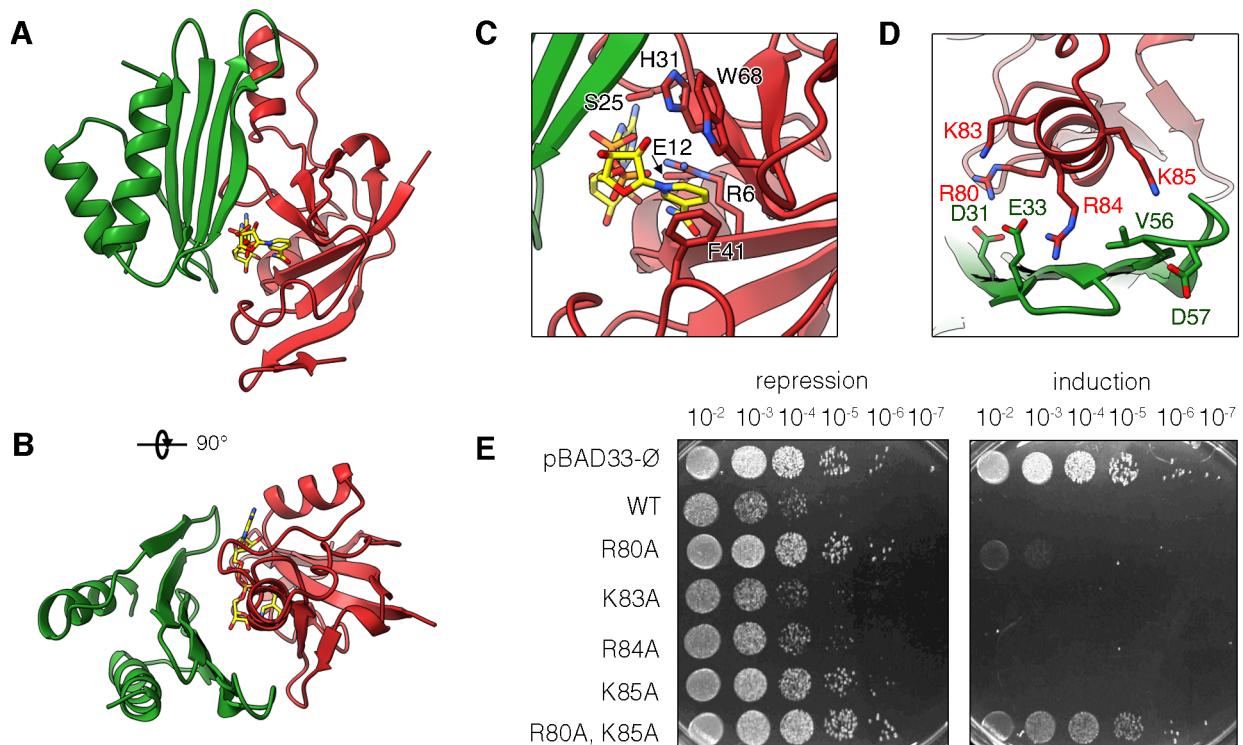 A
B
90°
C
H31
W68
S25
E12
R6
F41
D
K83
K85
R80
R84
D31
E33
V56
D57
E
repression
induction
10-2 10-3 10-4 10-5 10-6 10-7
10-2 10-3 10-4 10-5 10-6 10-7
pBAD33-Ø
WT
R80A
K83A
R84A
K85A
R80A, K85A